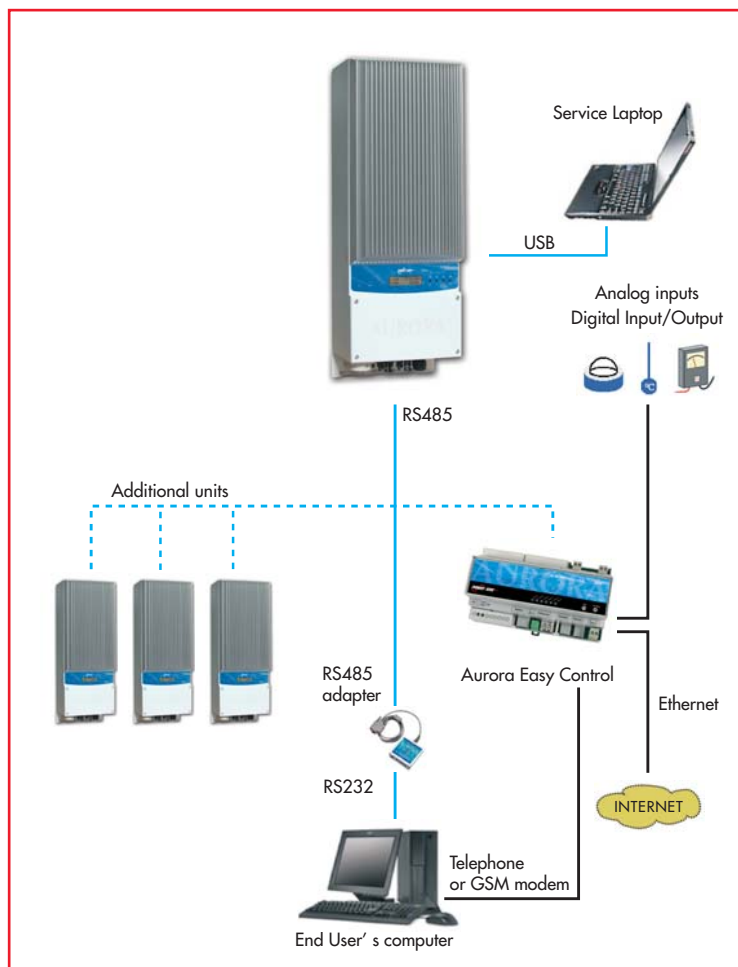 Service Laptop
USB
Analog inputs
Digital Input/Output
°C
RS485
Additional units
AURORA
RS485
adapter
Aurora Easy Control
Ethernet
RS232
INTERNET
Telephone
or GSM modem
End User' s computer